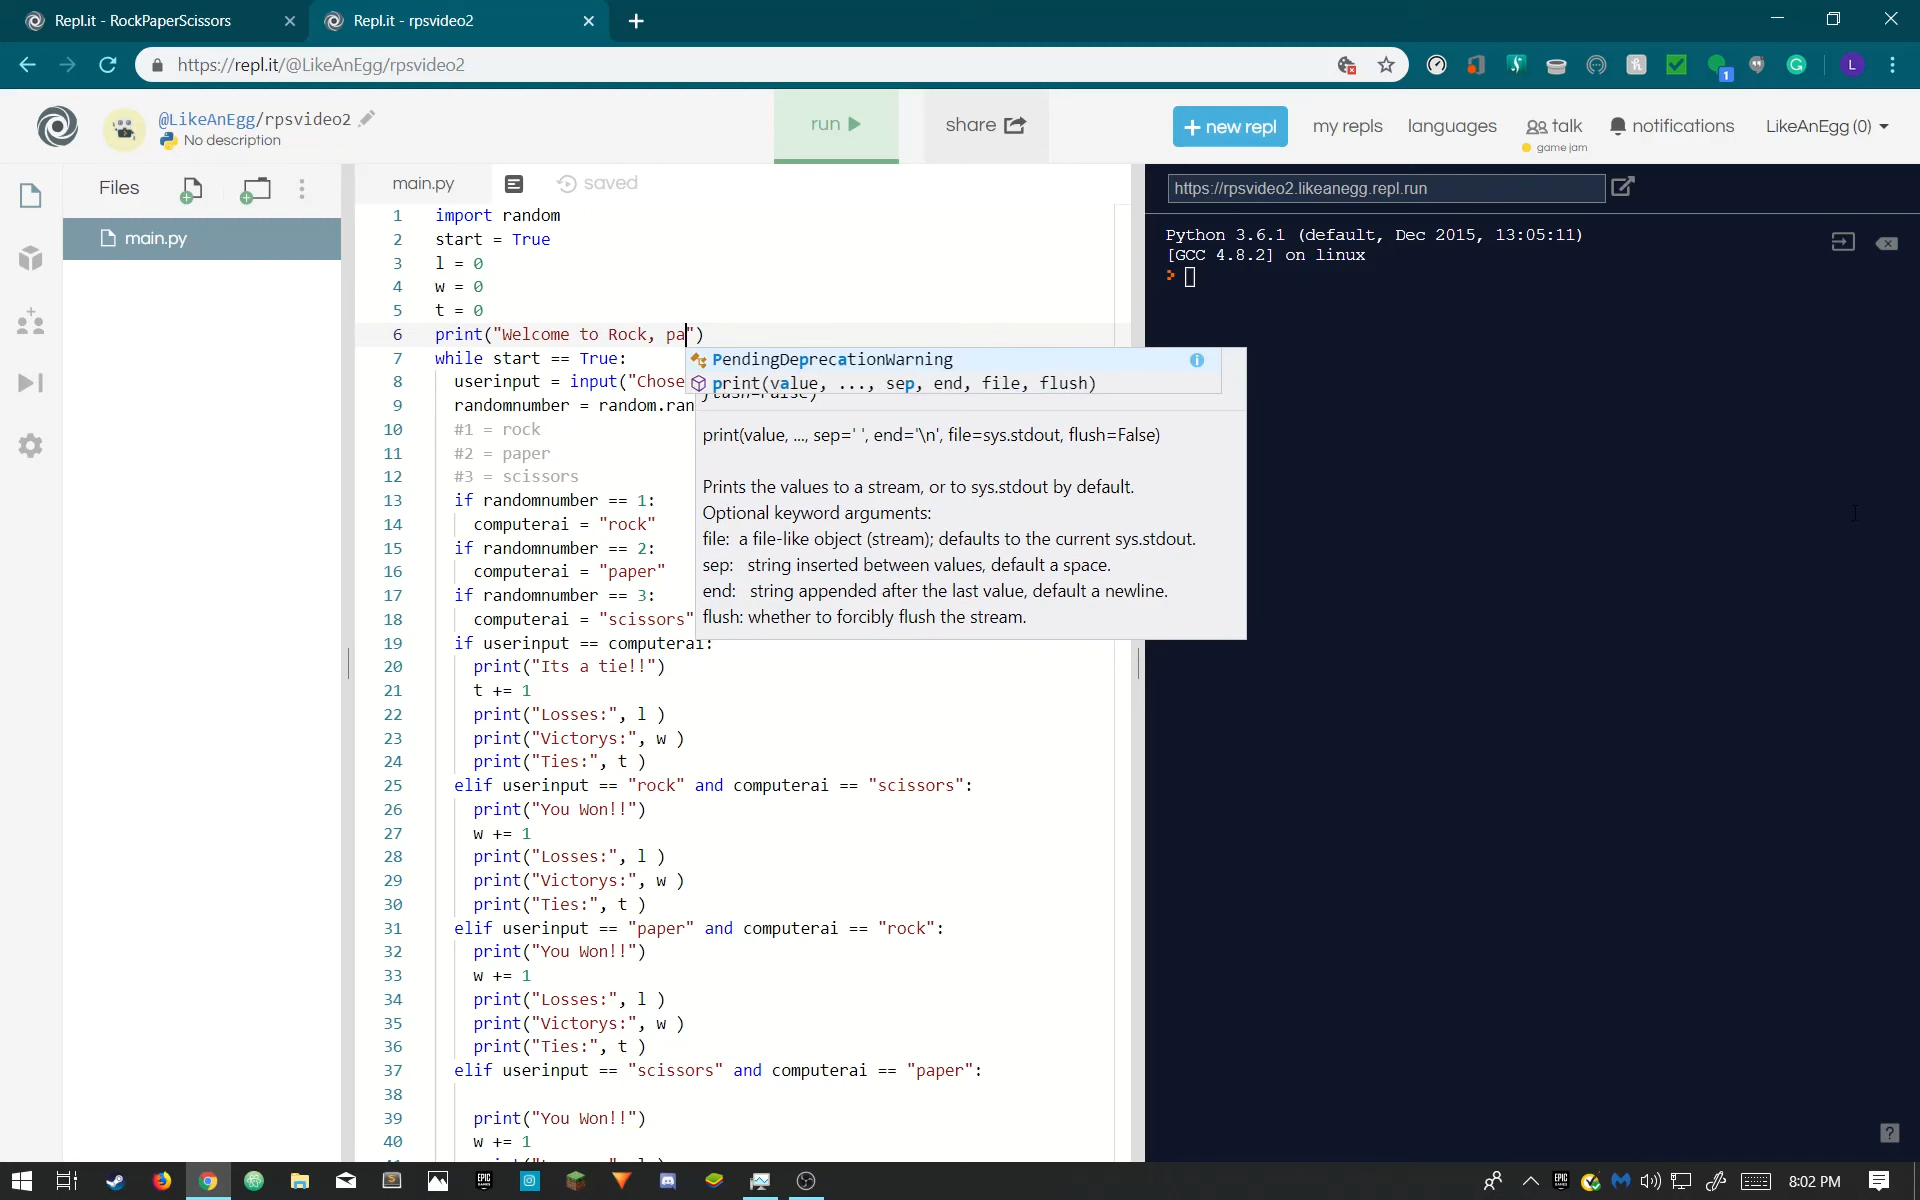 Repl.it - RockPaperScissors
Repl.it - rpsvideo2
https://repl.it/@LikeAnEgg/rpsvideo2
@LikeAnEgg/rpsvideo2
No description
run
share
+ new repl
my repls
languages
talk
game jam
notifications
LikeAnEgg (0)
Files
main.py
main.py
saved
1 import random
2 start = True
3 l = 0
4 w = 0
5 t = 0
6 print("Welcome to Rock, pa")
7 while start == True:
8 userinput = input("Chose
9 randomnumber = random.ran
10 #1 = rock
11 #2 = paper
12 #3 = scissors
13 if randomnumber == 1:
14 computerai = "rock"
15 if randomnumber == 2:
16 computerai = "paper"
17 if randomnumber == 3:
18 computerai = "scissors"
19 if userinput == computerai:
20 print("Its a tie!!")
21 t += 1
22 print("Losses:", l )
23 print("Victorys:", w )
24 print("Ties:", t )
25 elif userinput == "rock" and computerai == "scissors":
26 print("You Won!!")
27 w += 1
28 print("Losses:", l )
29 print("Victorys:", w )
30 print("Ties:", t )
31 elif userinput == "paper" and computerai == "rock":
32 print("You Won!!")
33 w += 1
34 print("Losses:", l )
35 print("Victorys:", w )
36 print("Ties:", t )
37 elif userinput == "scissors" and computerai == "paper":
38
39 print("You Won!!")
40 w += 1
PendingDeprecationWarning
print(value, ..., sep, end, file, flush)
flush=False)
print(value, ..., sep=' ', end='\n', file=sys.stdout, flush=False)
Prints the values to a stream, or to sys.stdout by default.
Optional keyword arguments:
file: a file-like object (stream); defaults to the current sys.stdout.
sep: string inserted between values, default a space.
end: string appended after the last value, default a newline.
flush: whether to forcibly flush the stream.
https://rpsvideo2.likeanegg.repl.run
Python 3.6.1 (default, Dec 2015, 13:05:11)
[GCC 4.8.2] on linux
8:02 PM